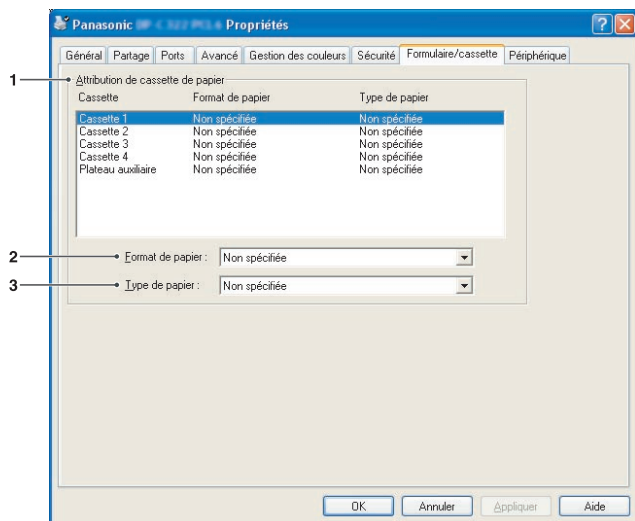 Panasonic Propriétés
Général Partage Ports Avancé Gestion des couleurs Sécurité Formulaire/cassette Périphérique
1 Attribution de cassette de papier
Cassette Format de papier Type de papier
Cassette 1 Non spécifiée Non spécifiée
Cassette 2 Non spécifiée Non spécifiée
Cassette 3 Non spécifiée Non spécifiée
Cassette 4 Non spécifiée Non spécifiée
Plateau auxiliaire Non spécifiée Non spécifiée
2 Format de papier : Non spécifiée
3 Type de papier : Non spécifiée
OK Annuler Appliquer Aide